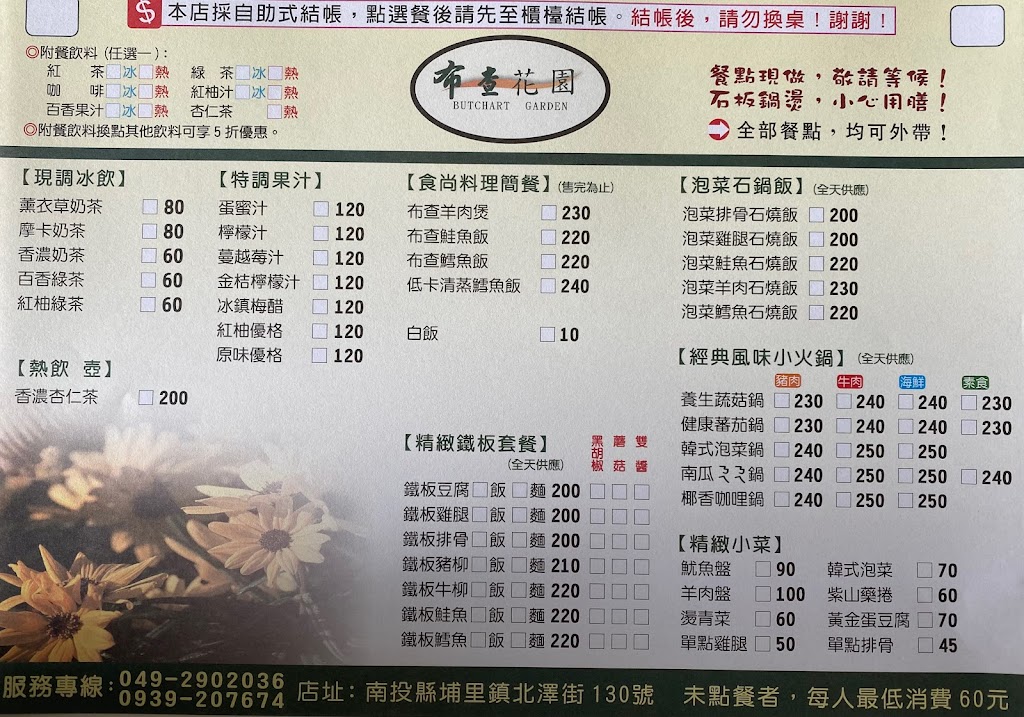 $ 本店採自助式結帳，點選餐後請先至櫃檯結帳。結帳後，請勿換桌！謝謝！
◎附餐飲料(任選一)：
紅 茶□冰□熱 綠 茶□冰□熱
咖 啡□冰□熱 紅柚汁□冰□熱
百香果汁□冰□熱 杏仁茶 □熱
◎附餐飲料換點其他飲料可享5折優惠。
布查花園
BUTCHART GARDEN
餐點現做，敬請等候！
石板鍋燙，小心用膳！
全部餐點，均可外帶！
【現調冰飲】
薰衣草奶茶 □ 80
摩卡奶茶 □ 80
香濃奶茶 □ 60
百香綠茶 □ 60
紅柚綠茶 □ 60
【熱飲 壺】
香濃杏仁茶 □ 200
【特調果汁】
蛋蜜汁 □ 120
檸檬汁 □ 120
蔓越莓汁 □ 120
金桔檸檬汁 □ 120
冰鎮梅醋 □ 120
紅柚優格 □ 120
原味優格 □ 120
【食尚料理簡餐】(售完為止)
布查羊肉煲 □ 230
布查鮭魚飯 □ 220
布查鱈魚飯 □ 220
低卡清蒸鱈魚飯 □ 240
白飯 □ 10
【精緻鐵板套餐】
(全天供應)
黑胡椒 蘑菇 雙醬
鐵板豆腐□飯□麵 200 □□□
鐵板雞腿□飯□麵 200 □□□
鐵板排骨□飯□麵 200 □□□
鐵板豬柳□飯□麵 210 □□□
鐵板牛柳□飯□麵 220 □□□
鐵板鮭魚□飯□麵 220 □□□
鐵板鱈魚□飯□麵 220 □□□
【泡菜石鍋飯】(全天供應)
泡菜排骨石燒飯 □ 200
泡菜雞腿石燒飯 □ 200
泡菜鮭魚石燒飯 □ 220
泡菜羊肉石燒飯 □ 230
泡菜鱈魚石燒飯 □ 220
【經典風味小火鍋】(全天供應)
豬肉 牛肉 海鮮 素食
養生蔬菇鍋 □230 □240 □240 □230
健康蕃茄鍋 □230 □240 □240 □230
韓式泡菜鍋 □240 □250 □250
南瓜ㄋㄋ鍋 □240 □250 □250 □240
椰香咖哩鍋 □240 □250 □250
【精緻小菜】
魷魚盤 □ 90 韓式泡菜 □ 70
羊肉盤 □ 100 紫山藥捲 □ 60
燙青菜 □ 60 黃金蛋豆腐 □ 70
單點雞腿 □ 50 單點排骨 □ 45
服務專線：049-2902036
0939-207674
店址：南投縣埔里鎮北澤街130號 未點餐者，每人最低消費60元